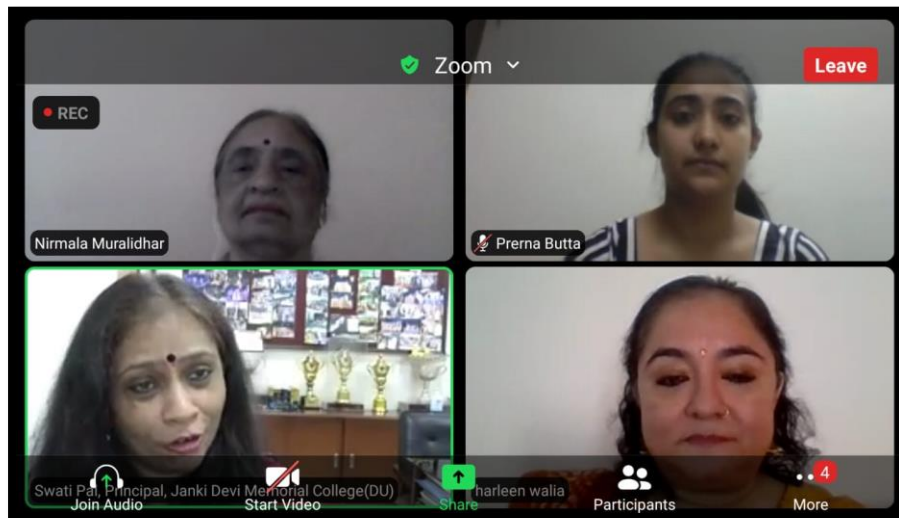 Zoom
Leave
REC
Nirmala Muralidhar
Prerna Butta
Swati Pal, Principal, Janki Devi Memorial College(DU)
harleen walia
Join Audio
Start Video
Share
Participants
4
More